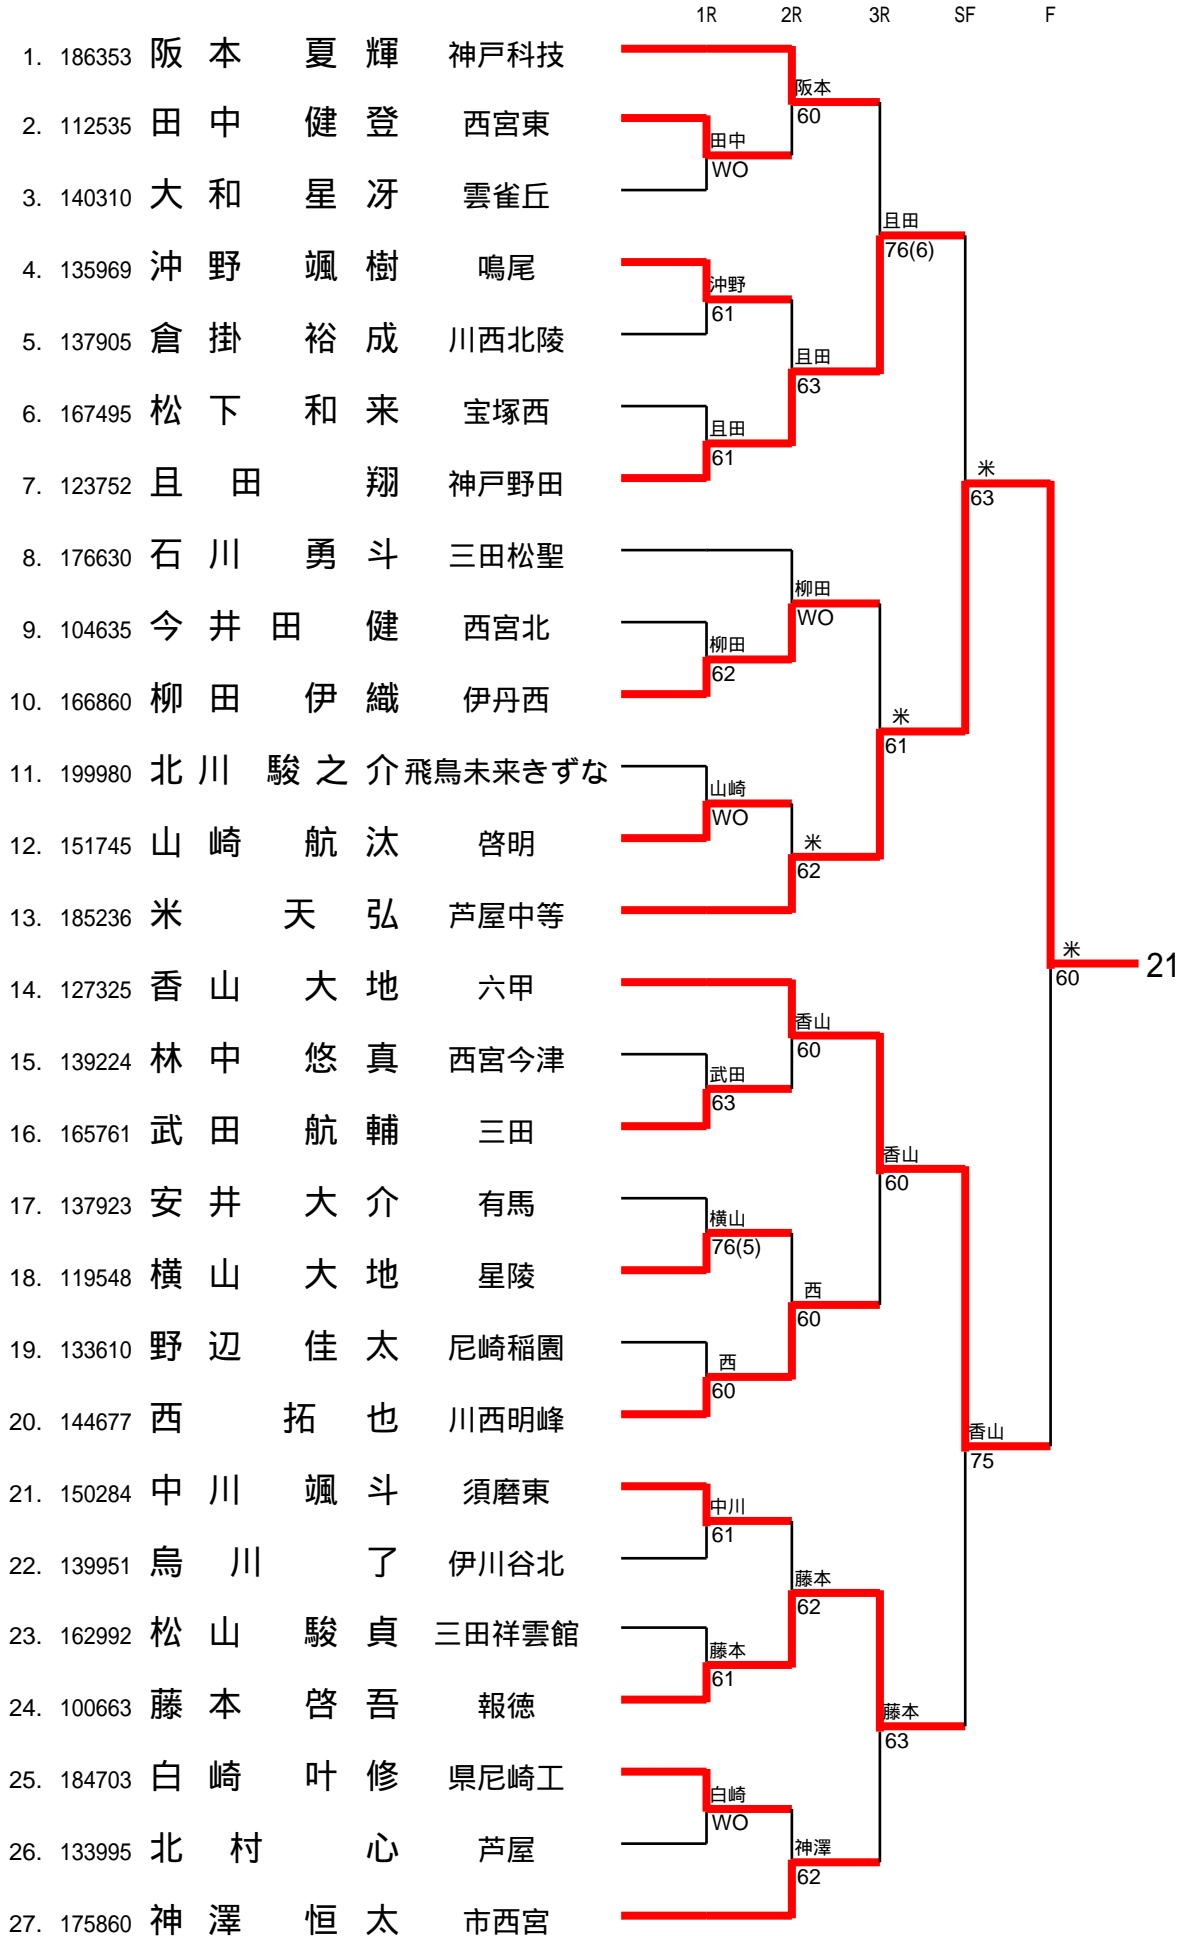 1R 2R 3R SF F
1. 186353 阪本 夏輝 神戸科技
阪本
60
2. 112535 田中 健登 西宮東
田中
WO
3. 140310 大和 星冴 雲雀丘
且田
76(6)
4. 135969 沖野 颯樹 鳴尾
沖野
61
5. 137905 倉掛 裕成 川西北陵
且田
63
6. 167495 松下 和来 宝塚西
且田
61
7. 123752 且田 翔 神戸野田
米
63
8. 176630 石川 勇斗 三田松聖
柳田
WO
9. 104635 今井田 健 西宮北
柳田
62
10. 166860 柳田 伊織 伊丹西
米
61
11. 199980 北川 駿之介 飛鳥未来きずな
山崎
WO
12. 151745 山崎 航汰 啓明
米
62
13. 185236 米 天弘 芦屋中等
米
60
21
14. 127325 香山 大地 六甲
香山
60
15. 139224 林中 悠真 西宮今津
武田
63
16. 165761 武田 航輔 三田
香山
60
17. 137923 安井 大介 有馬
横山
76(5)
18. 119548 横山 大地 星陵
西
60
19. 133610 野辺 佳太 尼崎稲園
西
60
20. 144677 西 拓也 川西明峰
香山
75
21. 150284 中川 颯斗 須磨東
中川
61
22. 139951 烏川 了 伊川谷北
藤本
62
23. 162992 松山 駿貞 三田祥雲館
藤本
61
24. 100663 藤本 啓吾 報徳
藤本
63
25. 184703 白崎 叶修 県尼崎工
白崎
WO
26. 133995 北村 心 芦屋
神澤
62
27. 175860 神澤 恒太 市西宮